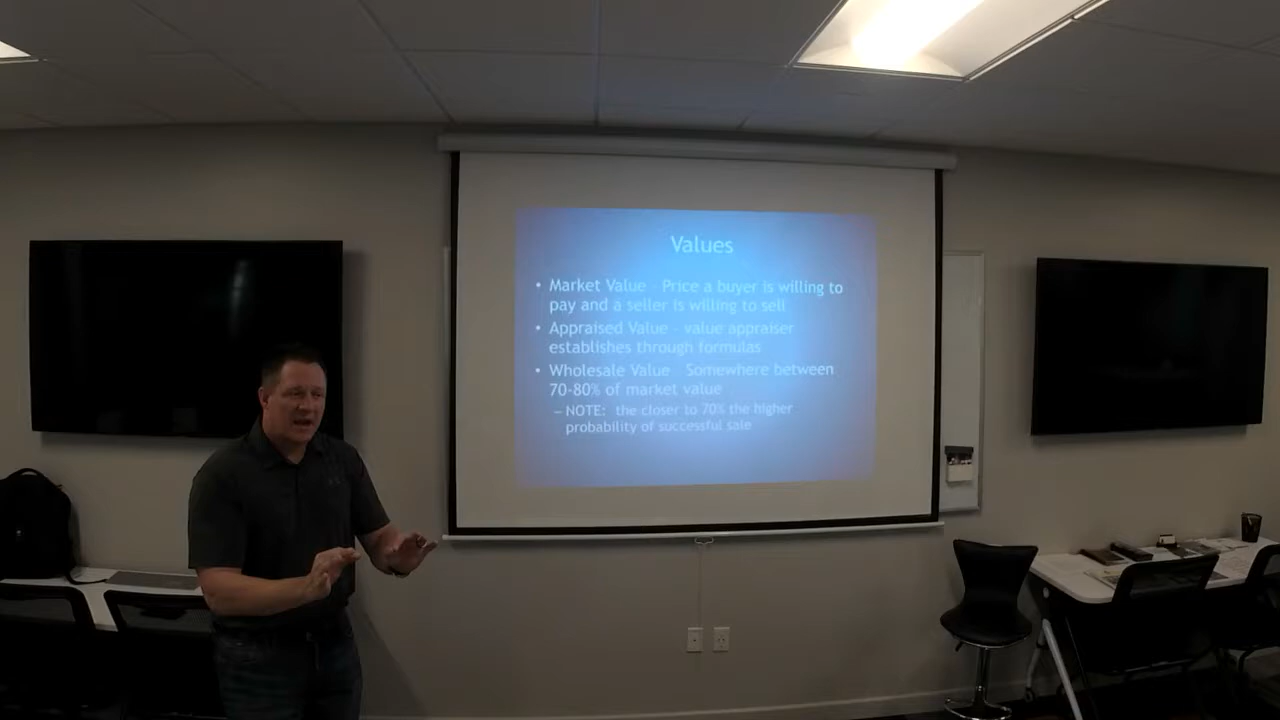 Values
• Market Value - Price a buyer is willing to
pay and a seller is willing to sell
• Appraised Value - value appraiser
establishes through formulas
• Wholesale Value - Somewhere between
70-80% of market value
– NOTE: the closer to 70% the higher
probability of successful sale